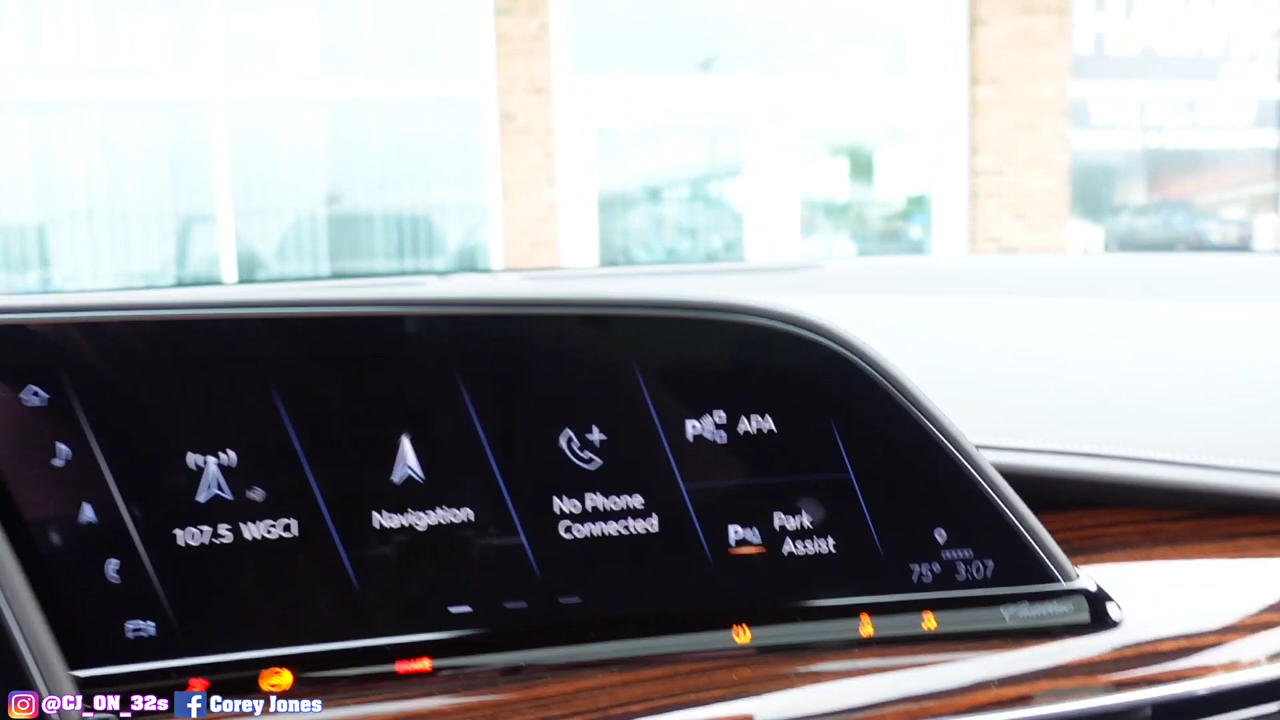 107.5 WGCI
Navigation
No Phone
Connected
APA
Park
Assist
75° 3:07
@CJ_ON_32s
Corey Jones